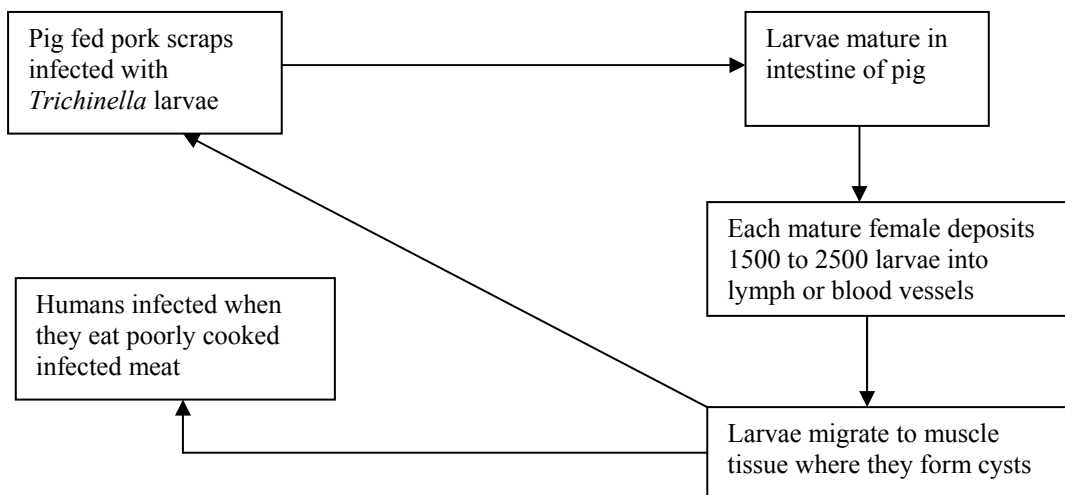 Pig fed pork scraps
infected with
Trichinella larvae
Larvae mature in
intestine of pig
Each mature female deposits
1500 to 2500 larvae into
lymph or blood vessels
Humans infected when
they eat poorly cooked
infected meat
Larvae migrate to muscle
tissue where they form cysts